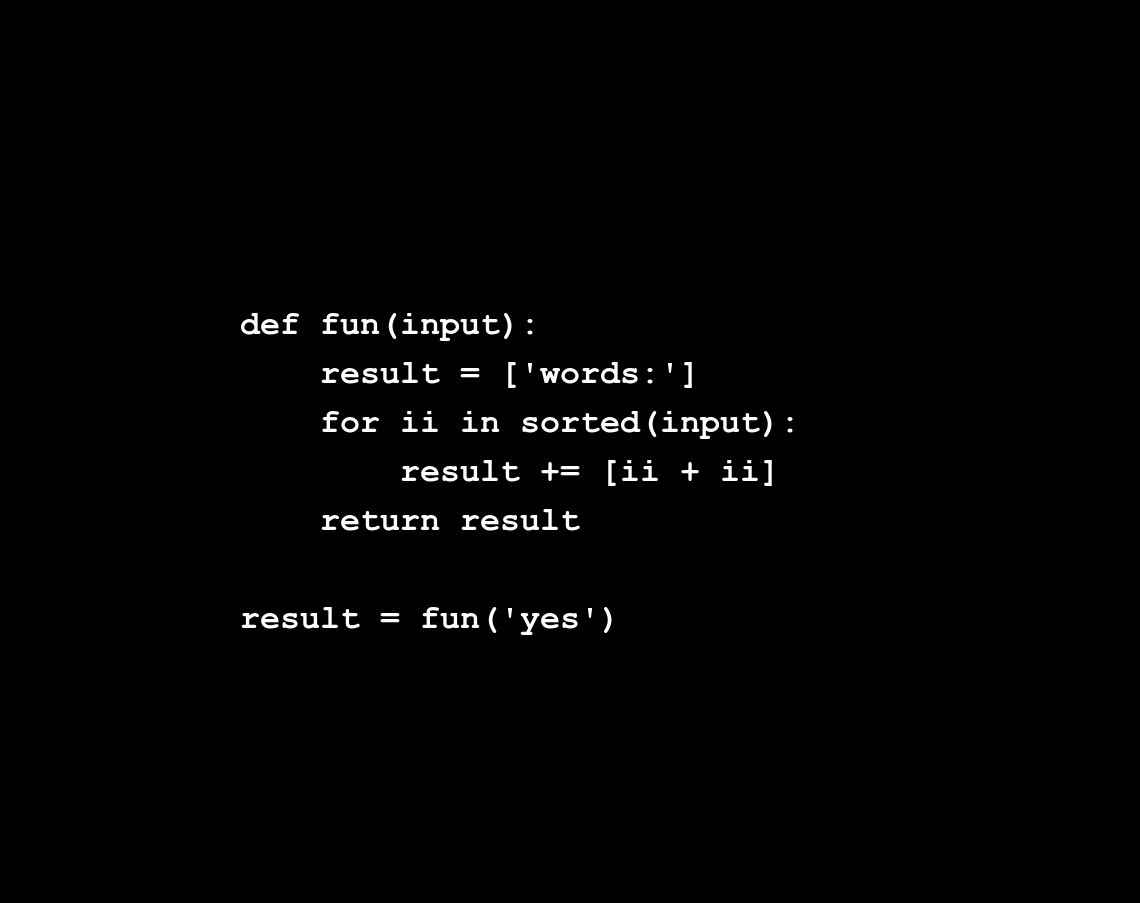 def fun(input):
    result = ['words:']
    for ii in sorted(input):
        result += [ii + ii]
    return result

result = fun('yes')